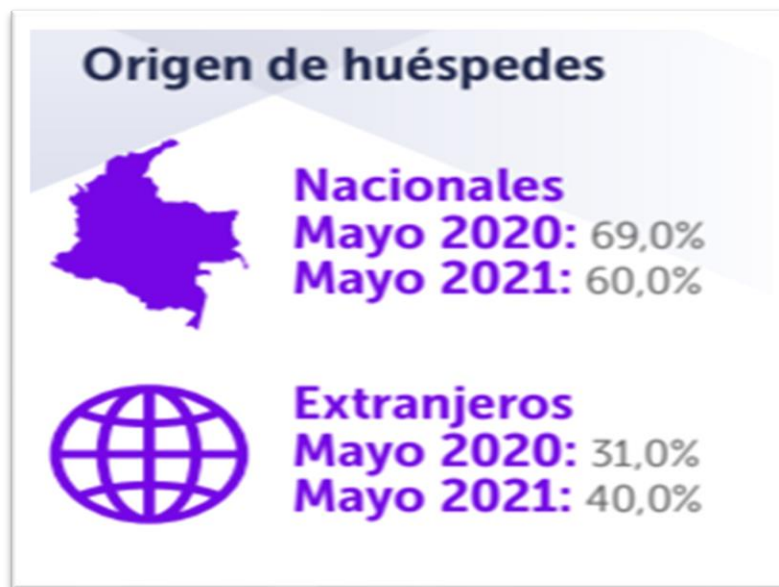 Origen de huéspedes
Nacionales
Mayo 2020: 69,0%
Mayo 2021: 60,0%
Extranjeros
Mayo 2020: 31,0%
Mayo 2021: 40,0%